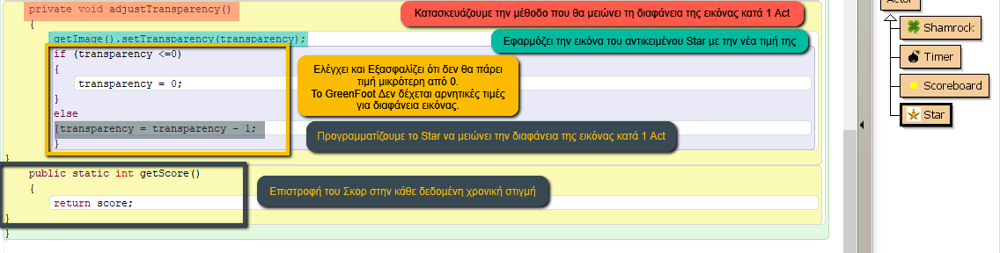 private void adjustTransparency()
Κατασκευάζουμε την μέθοδο που θα μειώνει τη διαφάνεια της εικόνας κατά 1 Act
{
getImage().setTransparency(transparency);
Εφαρμόζει την εικόνα του αντικειμένου Star με την νέα τιμή της
if (transparency <=0)
{
transparency = 0;
}
else
{transparency = transparency - 1;
}
Ελέγχει και Εξασφαλίζει ότι δεν θα πάρει
τιμή μικρότερη από 0.
Το GreenFoot Δεν δέχεται αρνητικές τιμές
για διαφάνεια εικόνας.
Προγραμματίζουμε το Star να μειώνει την διαφάνεια της εικόνας κατά 1 Act
}
public static int getScore()
{
return score;
}
}
Επιστροφή του Σκορ στην κάθε δεδομένη χρονική στιγμή
Actor
Shamrock
Timer
Scoreboard
Star